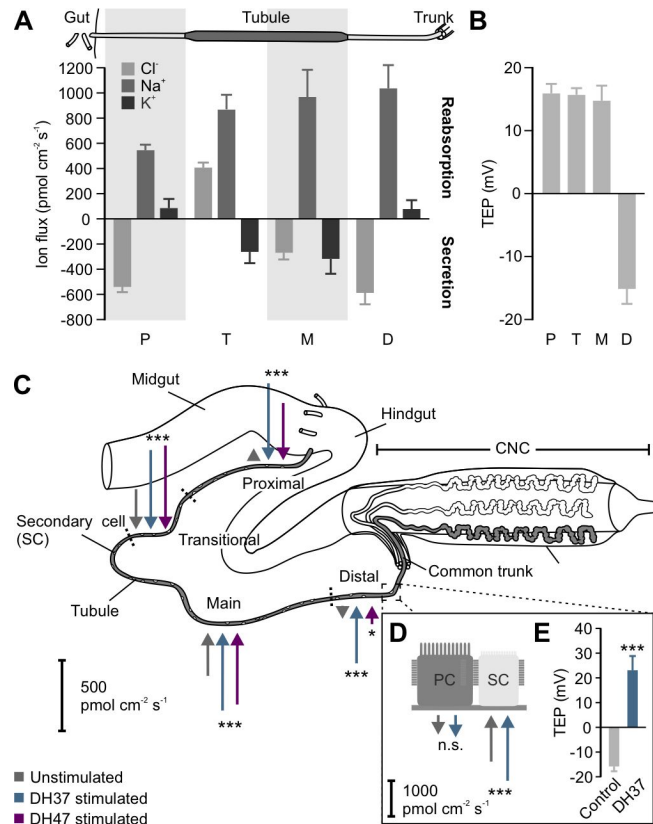 A
Gut
Tubule
Trunk
B
Cl-
Na+
K+
1200
1000
800
600
400
200
0
-200
-400
-600
-800
Ion flux (pmol cm-2 s-1)
P
T
M
D
Reabsorption
Secretion
20
10
0
-10
-20
TEP (mV)
P
T
M
D
C
Midgut
***
Hindgut
***
CNC
Proximal
Secondary cell
(SC)
Transitional
Tubule
Main
Distal
Common trunk
*
***
***
500
pmol cm-2 s-1
D
PC
SC
n.s.
***
1000
pmol cm-2 s-1
E
***
40
30
20
10
0
-10
-20
TEP (mV)
Control
DH37
Unstimulated
DH37 stimulated
DH47 stimulated